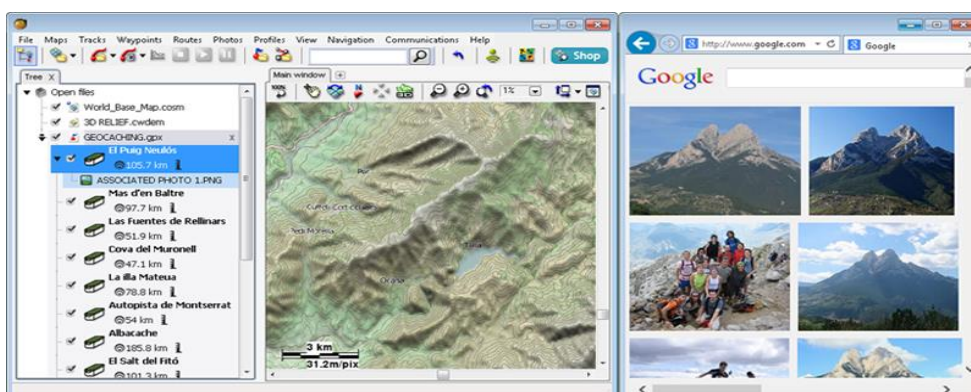 File Maps Tracks Waypoints Routes Photos Profiles View Navigation Communications Help
Shop
Tree X
Main window
1%
Open files
World_Base_Map.cosm
3D RELIEF.cwdem
GEOCACHING.gpx x
El Puig Neulós
105.7 km
ASSOCIATED PHOTO 1.PNG
Mas d'en Baltre
97.7 km
Las Fuentes de Rellinars
51.9 km
Cova del Muronell
47.1 km
La illa Mateua
78.8 km
Autopista de Montserrat
54 km
Albacache
185.8 km
El Salt del Fitó
101.3 km
3 km
31.2m/pix
http://www.google.com
Google
Google